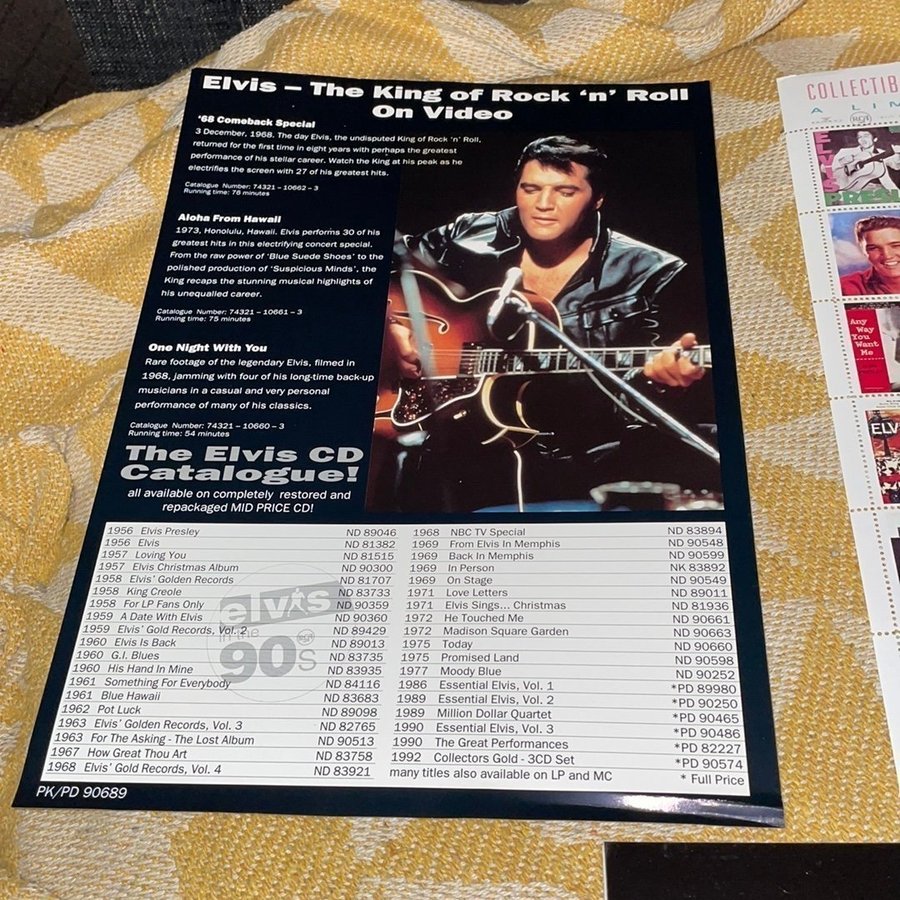 Elvis – The King of Rock ‘n’ Roll
On Video
‘68 Comeback Special
3 December, 1968. The day Elvis, the undisputed King of Rock ‘n’ Roll,
returned for the first time in eight years with perhaps the greatest
performance of his stellar career. Watch the King at his peak as he
electrifies the screen with 27 of his greatest hits.
Catalogue Number: 74321 – 10662 – 3
Running time: 76 minutes
Aloha From Hawaii
1973, Honolulu, Hawaii. Elvis performs 30 of his
greatest hits in this electrifying concert special.
From the raw power of ‘Blue Suede Shoes’ to the
polished production of ‘Suspicious Minds’, the
King recaps the stunning musical highlights of
his unequalled career.
Catalogue Number: 74321 – 10661 – 3
Running time: 75 minutes
One Night With You
Rare footage of the legendary Elvis, filmed in
1968, jamming with four of his long-time back-up
musicians in a casual and very personal
performance of many of his classics.
Catalogue Number: 74321 – 10660 – 3
Running time: 54 minutes
The Elvis CD
Catalogue!
all available on completely restored and
repackaged MID PRICE CD!
1956 Elvis Presley ND 89046
1956 Elvis ND 81382
1957 Loving You ND 81515
1957 Elvis Christmas Album ND 90300
1958 Elvis’ Golden Records ND 81707
1958 King Creole ND 83733
1958 For LP Fans Only ND 90359
1959 A Date With Elvis ND 90360
1959 Elvis’ Gold Records, Vol. 2 ND 89429
1960 Elvis Is Back ND 89013
1960 G.I. Blues ND 83735
1960 His Hand In Mine ND 83935
1961 Something For Everybody ND 84116
1961 Blue Hawaii ND 83683
1962 Pot Luck ND 89098
1963 Elvis’ Golden Records, Vol. 3 ND 82765
1963 For The Asking - The Lost Album ND 90513
1967 How Great Thou Art ND 83758
1968 Elvis’ Gold Records, Vol. 4 ND 83921
1968 NBC TV Special ND 83894
1969 From Elvis In Memphis ND 90548
1969 Back In Memphis ND 90599
1969 In Person NK 83892
1969 On Stage ND 90549
1971 Love Letters ND 89011
1971 Elvis Sings... Christmas ND 81936
1972 He Touched Me ND 90661
1972 Madison Square Garden ND 90663
1975 Today ND 90660
1975 Promised Land ND 90598
1977 Moody Blue ND 90252
1986 Essential Elvis, Vol. 1 *PD 89980
1989 Essential Elvis, Vol. 2 *PD 90250
1989 Million Dollar Quartet *PD 90465
1990 Essential Elvis, Vol. 3 *PD 90486
1990 The Great Performances *PD 82227
1992 Collectors Gold - 3CD Set *PD 90574
many titles also available on LP and MC * Full Price
elvis
in the
90s
PK/PD 90689
COLLECTIB
A LIM
RCA
ELVIS
PRES
Any
Way
You
Want
Me
ELV